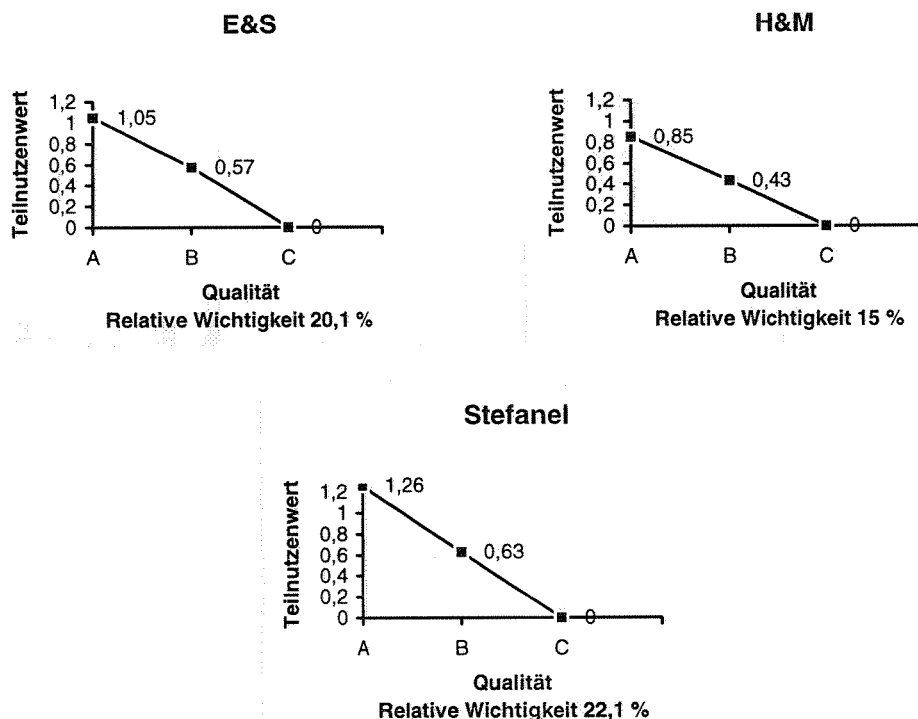 E&S
Teilnutzenwert
1,2
1
0,8
0,6
0,4
0,2
0
1,05
0,57
0
A B C
Qualität
Relative Wichtigkeit 20,1 %
H&M
Teilnutzenwert
1,2
1
0,8
0,6
0,4
0,2
0
0,85
0,43
0
A B C
Qualität
Relative Wichtigkeit 15 %
Stefanel
Teilnutzenwert
1,2
1
0,8
0,6
0,4
0,2
0
1,26
0,63
0
A B C
Qualität
Relative Wichtigkeit 22,1 %